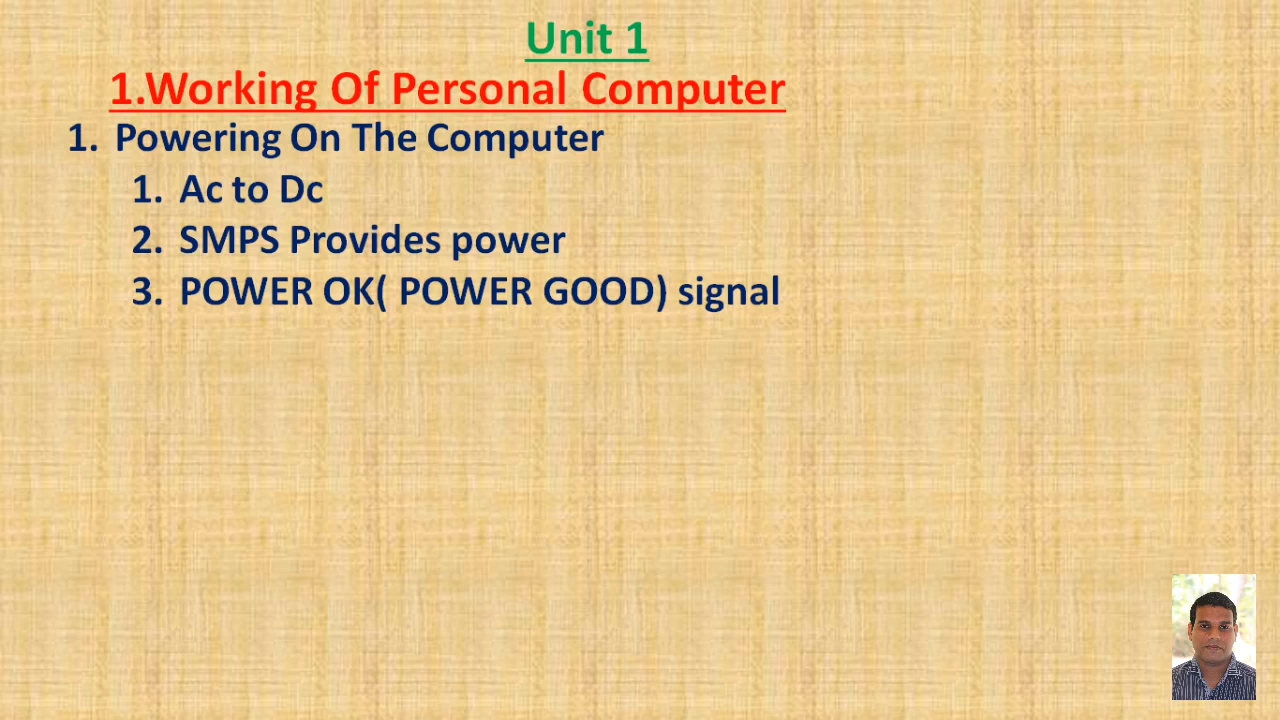 Unit 1
1.Working Of Personal Computer
1. Powering On The Computer
1. Ac to Dc
2. SMPS Provides power
3. POWER OK( POWER GOOD) signal